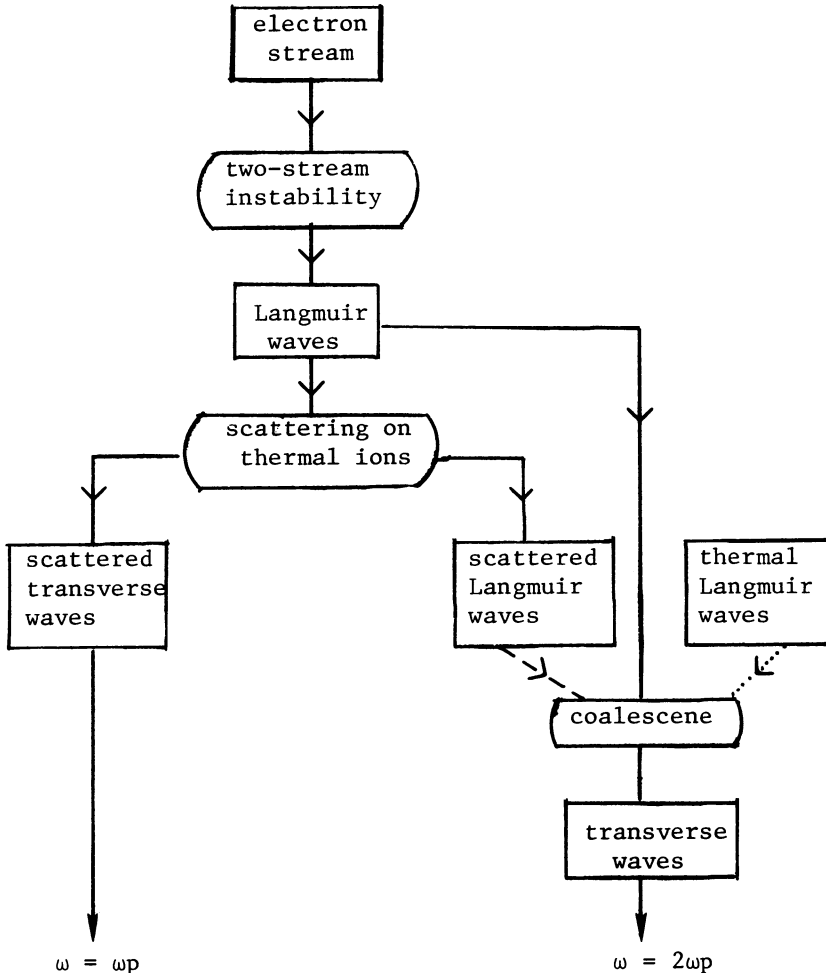 electron
stream
two-stream
instability
Langmuir
waves
scattering on
thermal ions
scattered
transverse
waves
scattered
Langmuir
waves
thermal
Langmuir
waves
coalescene
transverse
waves
ω = ωp
ω = 2ωp